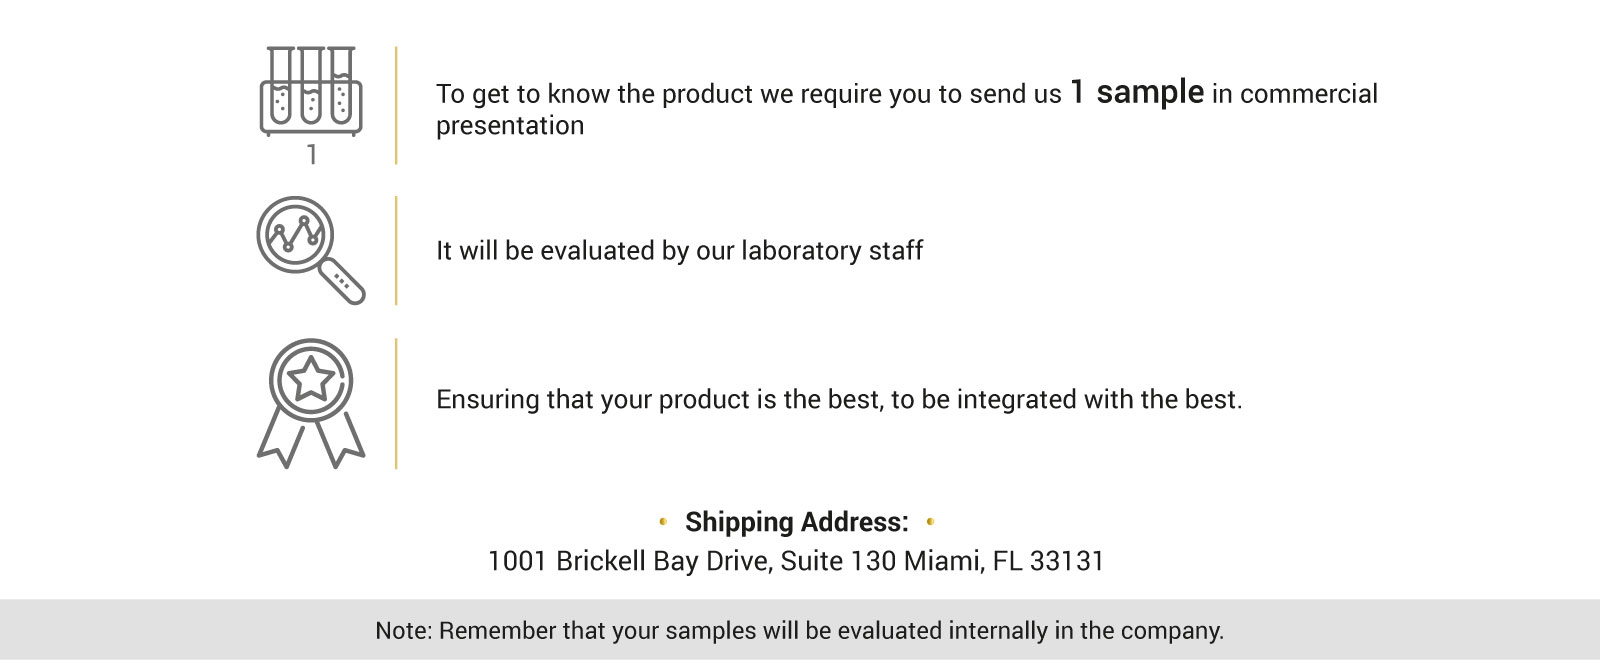 To get to know the product we require you to send us 1 sample in commercial
presentation
1
It will be evaluated by our laboratory staff
Ensuring that your product is the best, to be integrated with the best.
• Shipping Address: •
1001 Brickell Bay Drive, Suite 130 Miami, FL 33131
Note: Remember that your samples will be evaluated internally in the company.